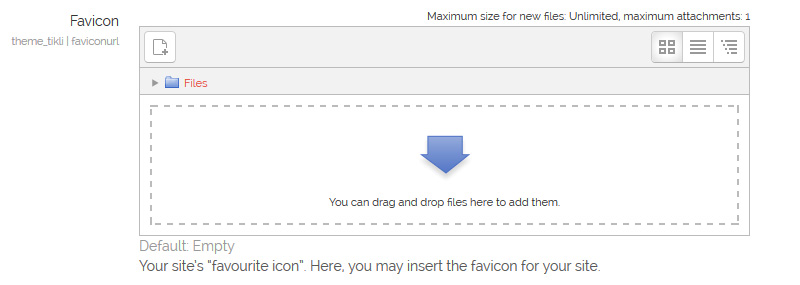 Favicon
Maximum size for new files: Unlimited, maximum attachments: 1
theme_tikli | faviconurl
Files
You can drag and drop files here to add them.
Default: Empty
Your site's "favourite icon". Here, you may insert the favicon for your site.